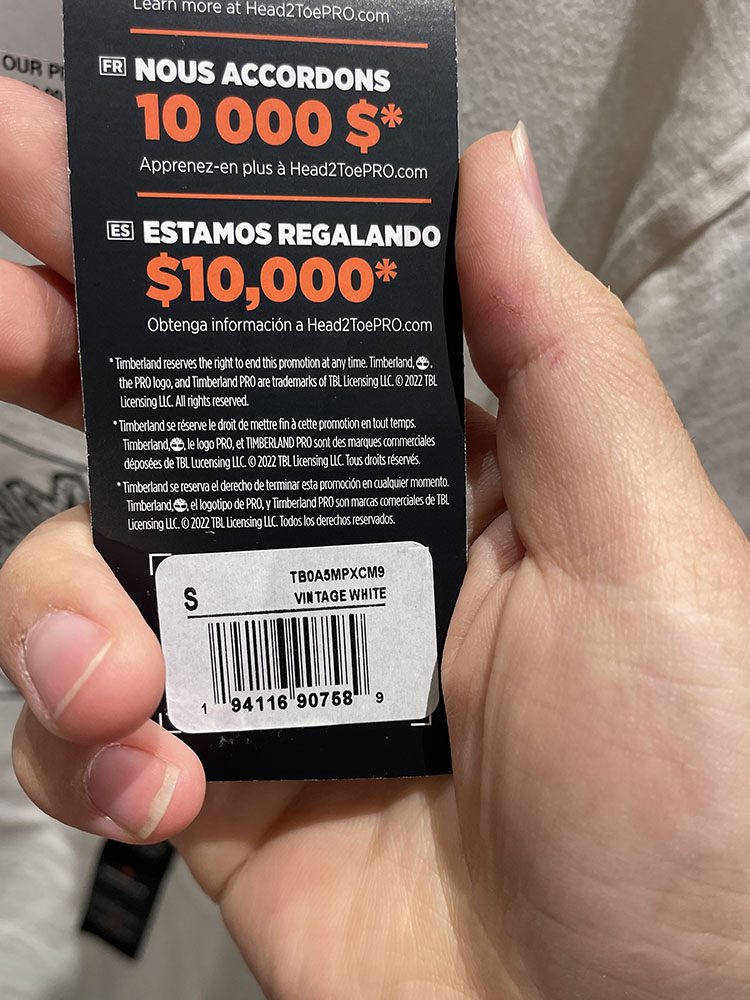 Learn more at Head2ToePRO.com
OUR
FR NOUS ACCORDONS
10 000 $*
Apprenez-en plus à Head2ToePRO.com
ES ESTAMOS REGALANDO
$10,000*
Obtenga información a Head2ToePRO.com
* Timberland reserves the right to end this promotion at any time. Timberland, ,
the PRO logo, and Timberland PRO are trademarks of TBL Licensing LLC. © 2022 TBL
Licensing LLC. All rights reserved.
* Timberland se réserve le droit de mettre fin à cette promotion en tout temps.
Timberland, , le logo PRO, et TIMBERLAND PRO sont des marques commerciales
déposées de TBL Lucensing LLC. © 2022 TBL Licensing LLC. Tous droits réservés.
* Timberland se reserva el derecho de terminar esta promoción en cualquier momento.
Timberland, , el logotipo de PRO, y Timberland PRO son marcas comerciales de TBL
Licensing LLC. © 2022 TBL Licensing LLC. Todos los derechos reservados.
TB0A5MPXCM9
S VINTAGE WHITE
1 94116 90758 9